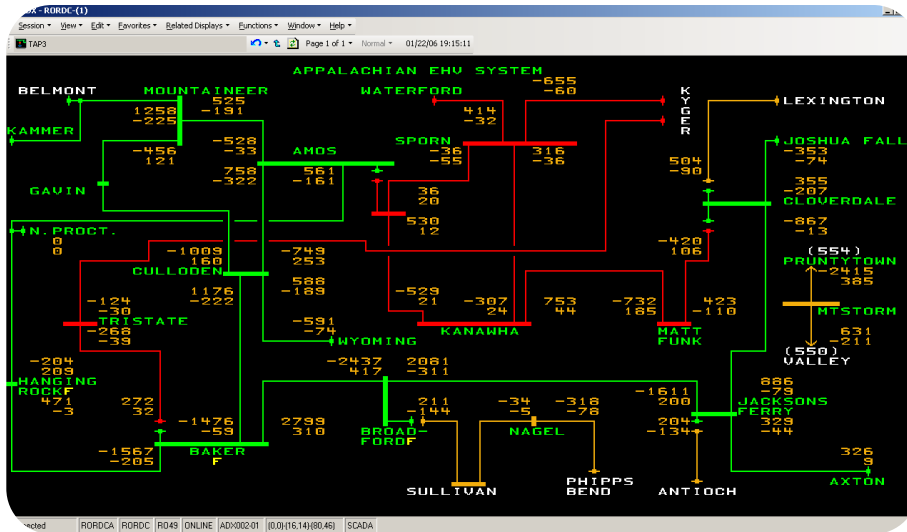 DX - RORDC-(1)
Session View Edit Favorites Related Displays Functions Window Help
TAP3 Page 1 of 1 Normal 01/22/06 19:15:11
APPALACHIAN EHV SYSTEM
BELMONT MOUNTAINEER WATERFORD KYGER LEXINGTON
525
-191
1258
-225
-655
-60
414
-32
KAMMER
-456
121
-528
-33
AMOS
SPORN
-36
-55
316
-36
504
-90
JOSHUA FALL
-353
-74
GAVIN
758
-322
561
-161
36
20
530
12
355
-207
CLOVERDALE
-867
-13
N.PROCT.
0
0
-1009
160
CULLODEN
-749
253
-420
106
(554)
PRUNTYTOWN
-2415
385
1176
-222
588
-189
-124
-30
TRISTATE
-268
-39
-529
21
-307
24
753
44
KANAWHA
-732
185
423
-110
MATT
FUNK
MTSTORM
631
-211
(550)
VALLEY
-591
-74
WYOMING
-204
209
HANGING
ROCKF
471
-3
272
32
-2437
417
2081
-311
-1611
200
886
-79
JACKSONS
FERRY
-1476
-59
2799
310
BAKER
F
-1567
-205
BROAD-
FORDF
211
-144
-34
-5
-318
-78
NAGEL
204
-134
329
-44
326
9
AXTON
SULLIVAN
PHIPPS
BEND
ANTIOCH
RORDCA RORDC RO49 ONLINE ADX002-01 (0,0)-(16,14)-(80,46) SCADA